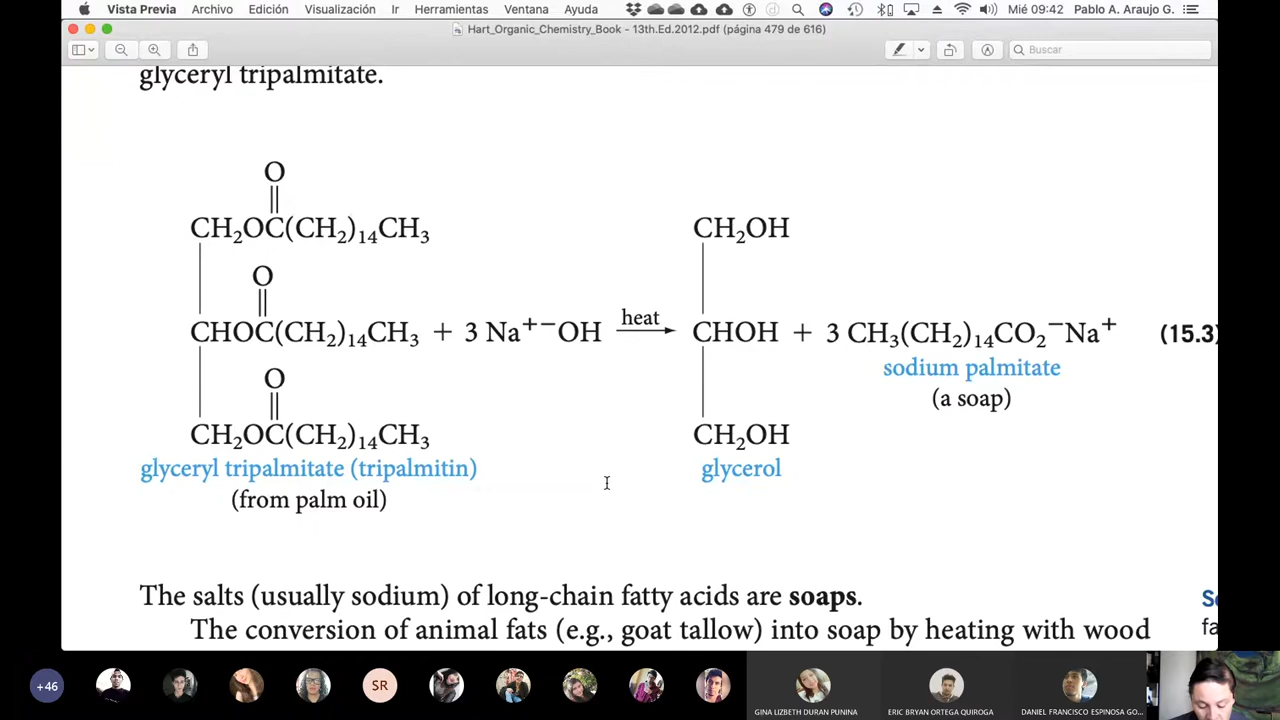 Vista Previa Archivo Edición Visualización Ir Herramientas Ventana Ayuda Mié 09:42 Pablo A. Araujo G.
Hart_Organic_Chemistry_Book - 13th.Ed.2012.pdf (página 479 de 616)
Buscar
glyceryl tripalmitate.
O
CH₂OC(CH₂)₁₄CH₃ CH₂OH
O
CHOC(CH₂)₁₄CH₃ + 3 Na⁺⁻OH heat CHOH + 3 CH₃(CH₂)₁₄CO₂⁻Na⁺ (15.3)
sodium palmitate
(a soap)
O
CH₂OC(CH₂)₁₄CH₃ CH₂OH
glyceryl tripalmitate (tripalmitin) glycerol
(from palm oil)
The salts (usually sodium) of long-chain fatty acids are soaps.
The conversion of animal fats (e.g., goat tallow) into soap by heating with wood
+46 SR
GINA LIZBETH DURAN PUNINA ERIC BRYAN ORTEGA QUIROGA DANIEL FRANCISCO ESPINOSA GO...